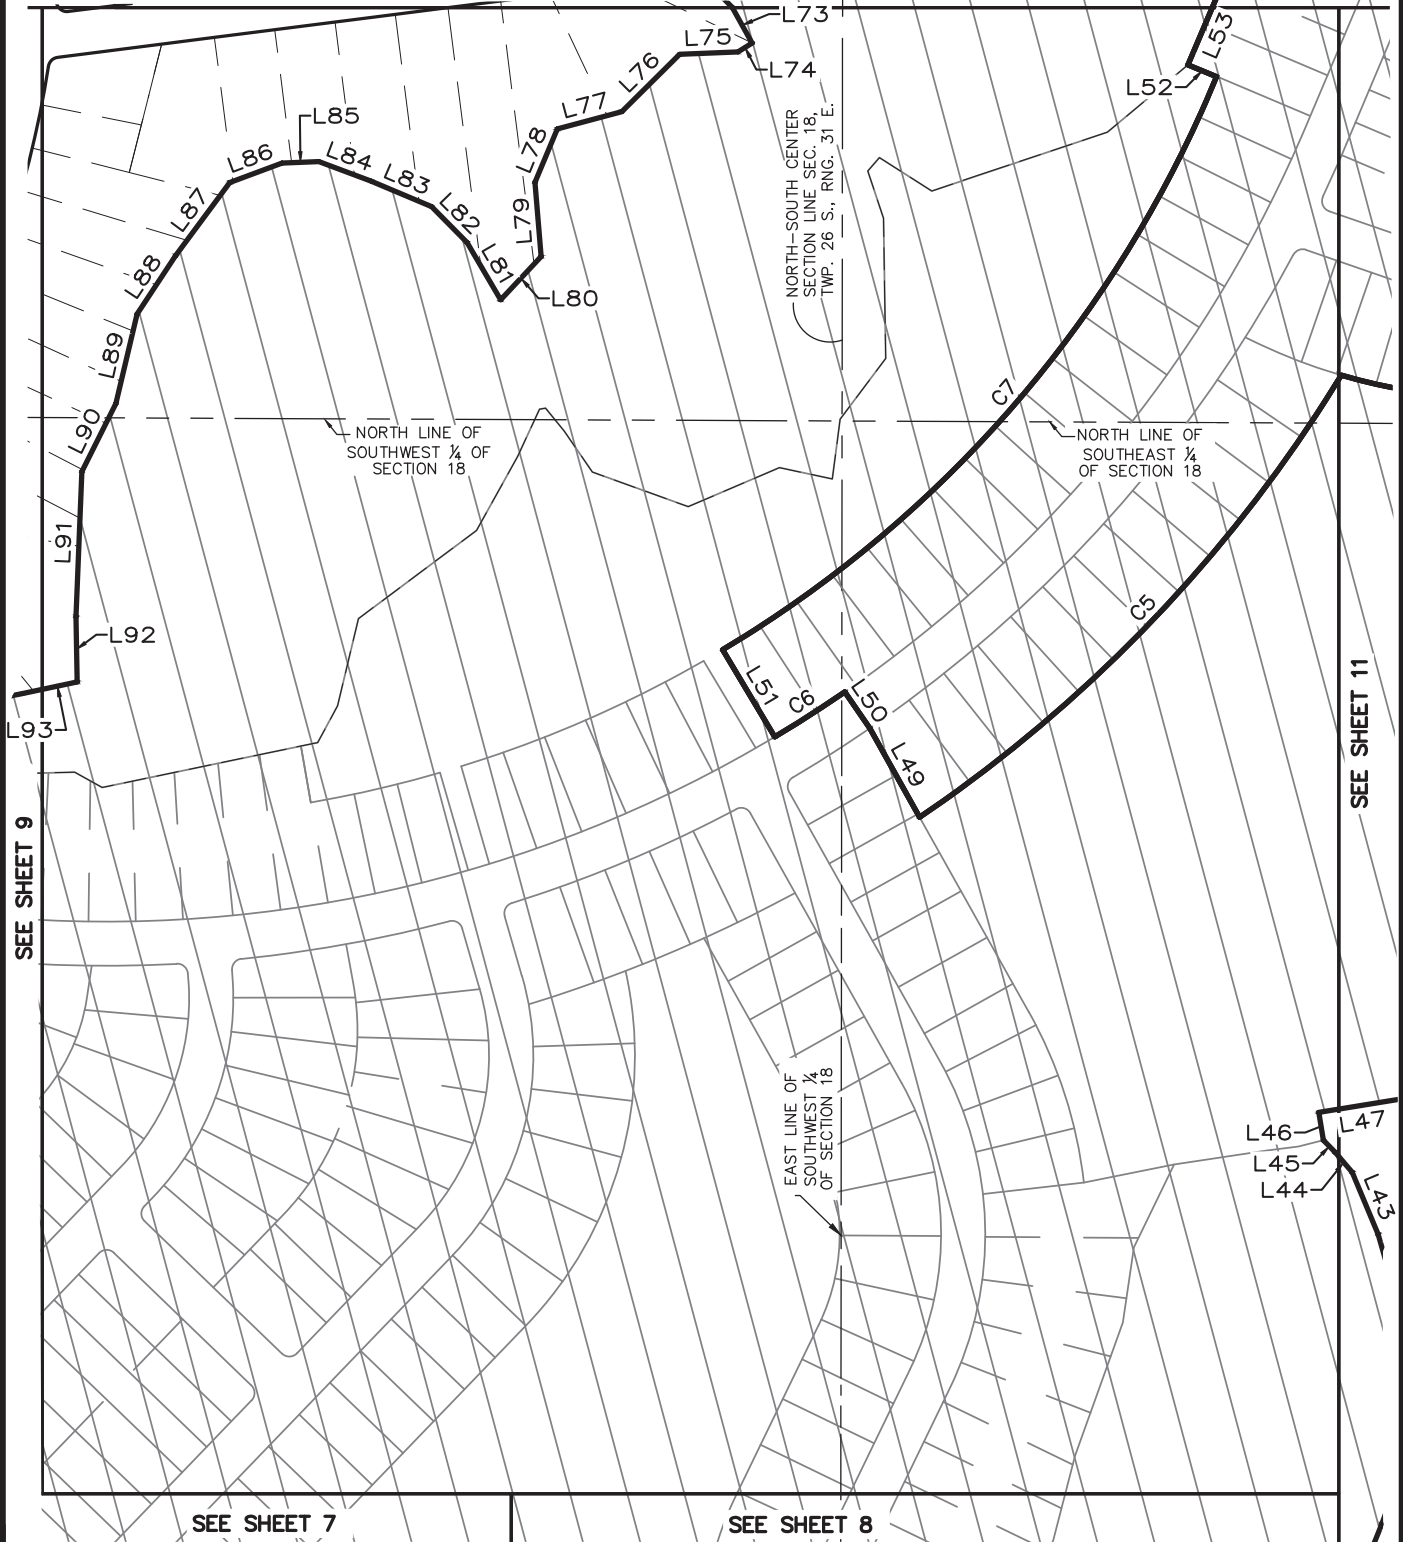 L73
L53
L75
L74
L76
L52
L77
L85
L78
L86
L84
L83
NORTH-SOUTH CENTER
SECTION LINE SEC. 18,
TWP. 26 S., RNG. 31 E.
L87
L82
L79
L81
L88
L80
L89
C7
L90
NORTH LINE OF
SOUTHWEST ¼ OF
SECTION 18
NORTH LINE OF
SOUTHEAST ¼
OF SECTION 18
L91
C5
L92
L51
C6
L50
L93
L49
SEE SHEET 11
SEE SHEET 9
EAST LINE OF
SOUTHWEST ¼
OF SECTION 18
L46
L47
L45
L44
L43
SEE SHEET 7
SEE SHEET 8